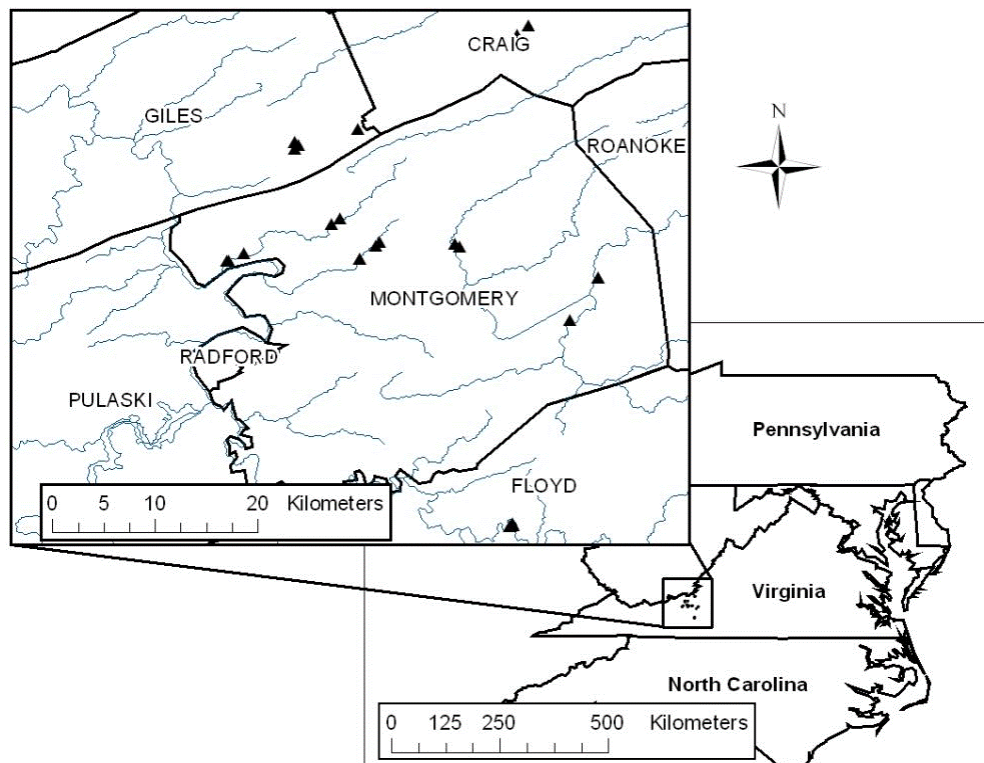 CRAIG
GILES
N
ROANOKE
MONTGOMERY
RADFORD
PULASKI
Pennsylvania
FLOYD
0 5 10 20 Kilometers
Virginia
North Carolina
0 125 250 500 Kilometers